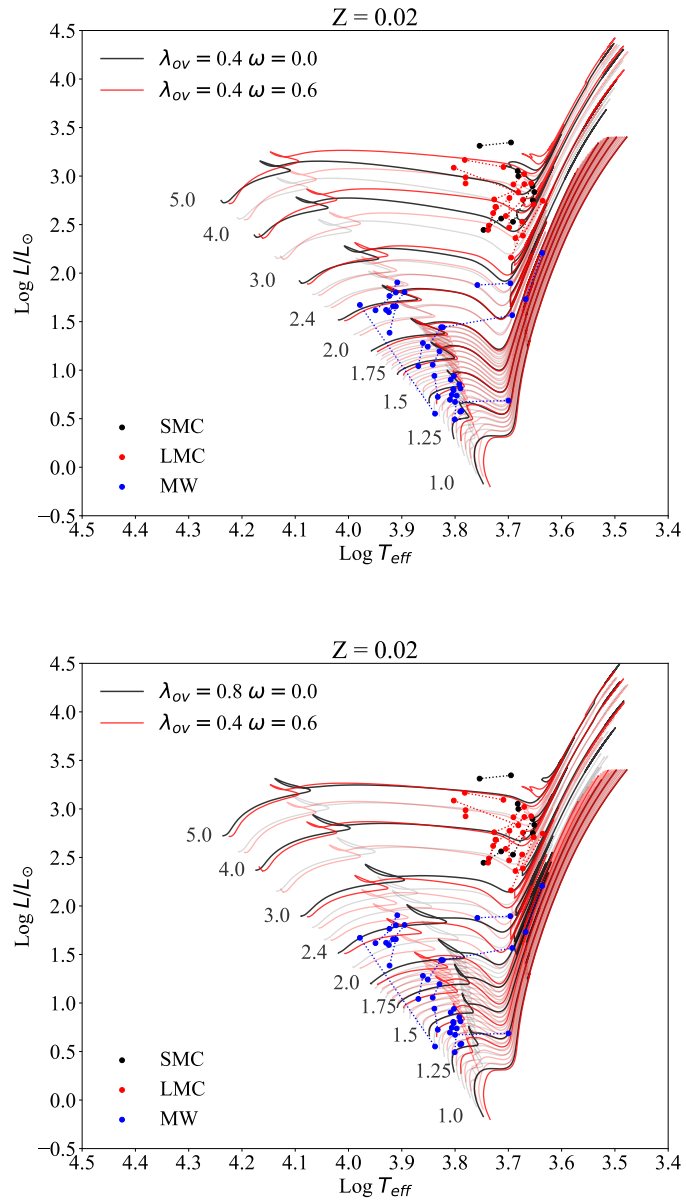 Z = 0.02
4.5
4.0
3.5
3.0
2.5
2.0
1.5
1.0
0.5
0.0
−0.5
Log L/L⊙
λov = 0.4 ω = 0.0
λov = 0.4 ω = 0.6
5.0
4.0
3.0
2.4
2.0
1.75
1.5
1.25
1.0
SMC
LMC
MW
4.5 4.4 4.3 4.2 4.1 4.0 3.9 3.8 3.7 3.6 3.5 3.4
Log Teff
Z = 0.02
4.5
4.0
3.5
3.0
2.5
2.0
1.5
1.0
0.5
0.0
−0.5
Log L/L⊙
λov = 0.8 ω = 0.0
λov = 0.4 ω = 0.6
5.0
4.0
3.0
2.4
2.0
1.75
1.5
1.25
1.0
SMC
LMC
MW
4.5 4.4 4.3 4.2 4.1 4.0 3.9 3.8 3.7 3.6 3.5 3.4
Log Teff